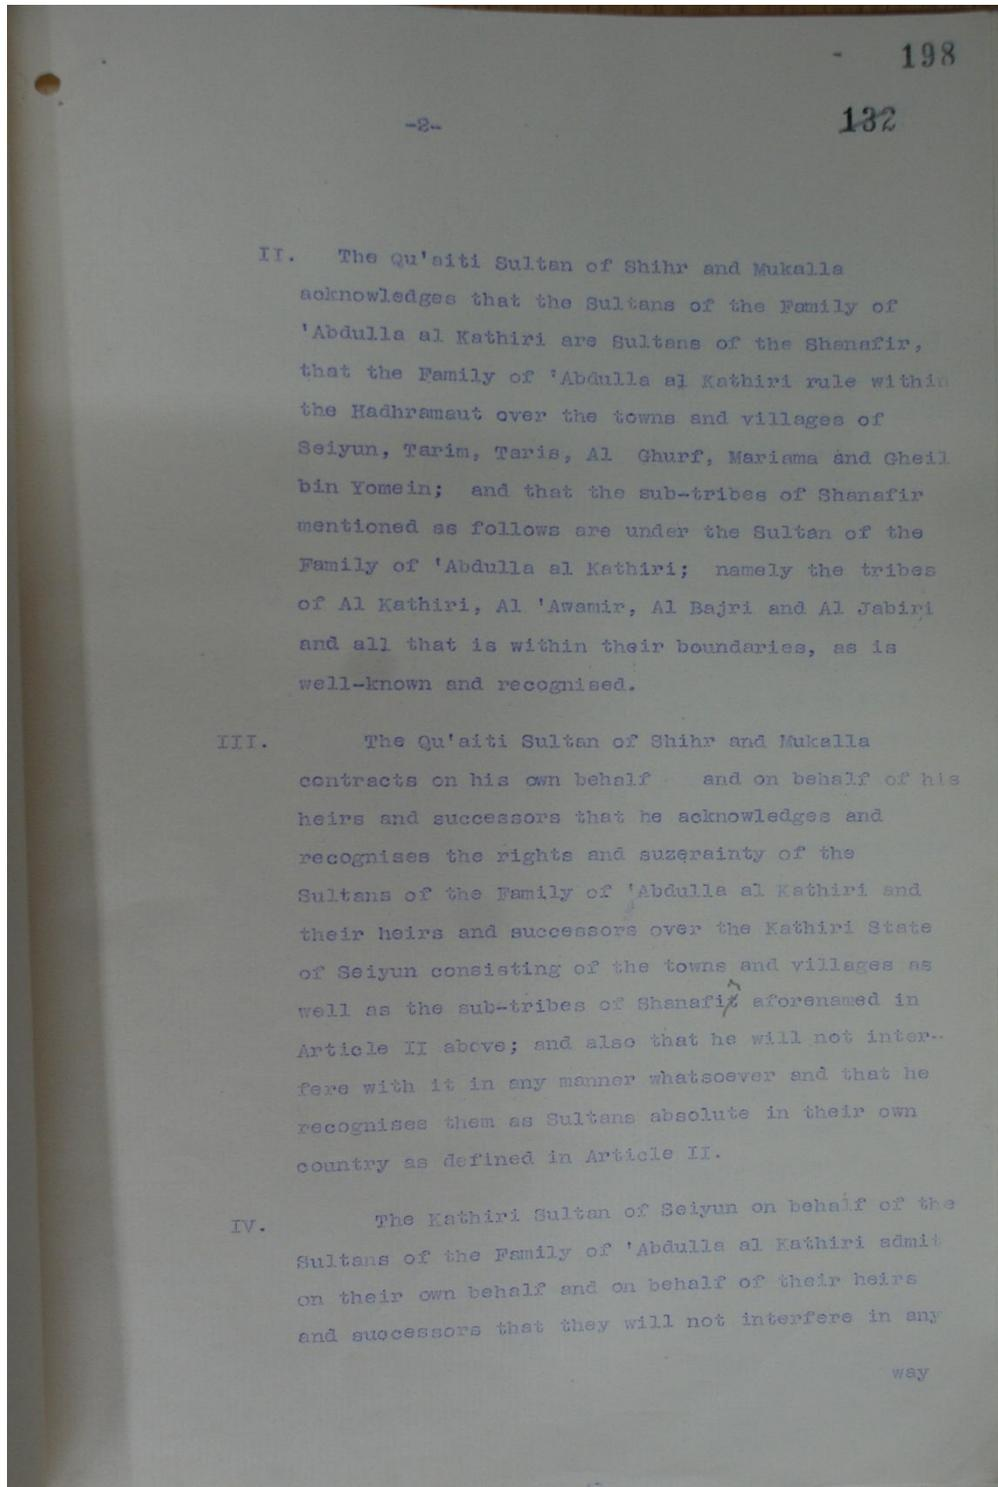 - 198
132
-2-
II. The Qu'aiti Sultan of Shihr and Mukalla
acknowledges that the Sultans of the Family of
'Abdulla al Kathiri are Sultans of the Shanafir,
that the Family of 'Abdulla al Kathiri rule within
the Hadhramaut over the towns and villages of
Seiyun, Tarim, Taris, Al Ghurf, Mariama and Gheil
bin Yomein; and that the sub-tribes of Shanafir
mentioned as follows are under the Sultan of the
Family of 'Abdulla al Kathiri; namely the tribes
of Al Kathiri, Al 'Awamir, Al Bajri and Al Jabiri
and all that is within their boundaries, as is
well-known and recognised.
III. The Qu'aiti Sultan of Shihr and Mukalla
contracts on his own behalf and on behalf of his
heirs and successors that he acknowledges and
recognises the rights and suzerainty of the
Sultans of the Family of 'Abdulla al Kathiri and
their heirs and successors over the Kathiri State
of Seiyun consisting of the towns and villages as
well as the sub-tribes of Shanafir aforenamed in
Article II above; and also that he will not inter-
fere with it in any manner whatsoever and that he
recognises them as Sultans absolute in their own
country as defined in Article II.
IV. The Kathiri Sultan of Seiyun on behalf of the
Sultans of the Family of 'Abdulla al Kathiri admit
on their own behalf and on behalf of their heirs
and successors that they will not interfere in any
way